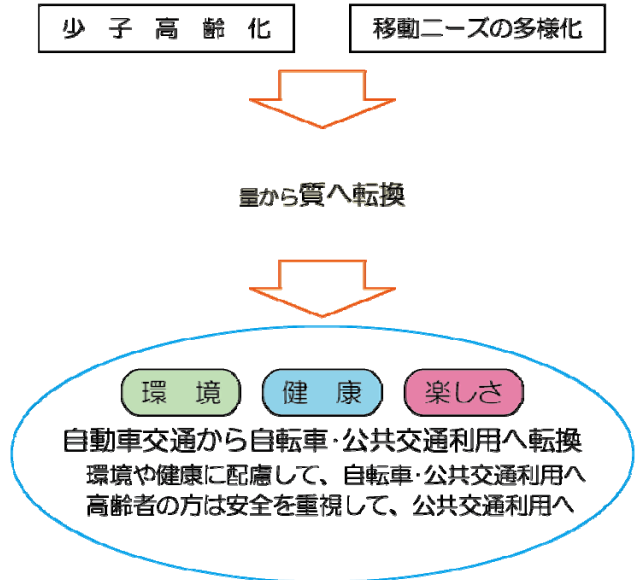 少子高齢化
移動ニーズの多様化
量から質へ転換
環境
健康
楽しさ
自動車交通から自転車・公共交通利用へ転換
環境や健康に配慮して、自転車・公共交通利用へ
高齢者の方は安全を重視して、公共交通利用へ